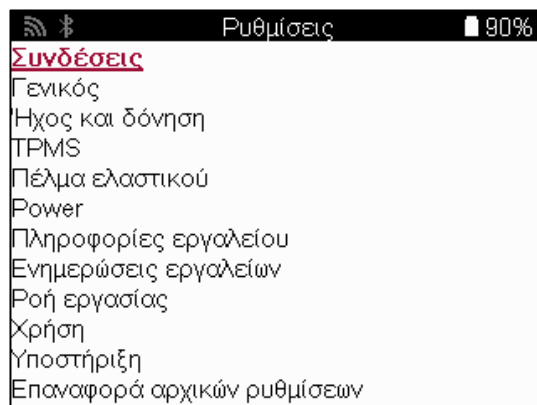 Ρυθμίσεις 90%
Συνδέσεις
Γενικός
Ήχος και δόνηση
TPMS
Πέλμα ελαστικού
Power
Πληροφορίες εργαλείου
Ενημερώσεις εργαλείων
Ροή εργασίας
Χρήση
Υποστήριξη
Επαναφορά αρχικών ρυθμίσεων